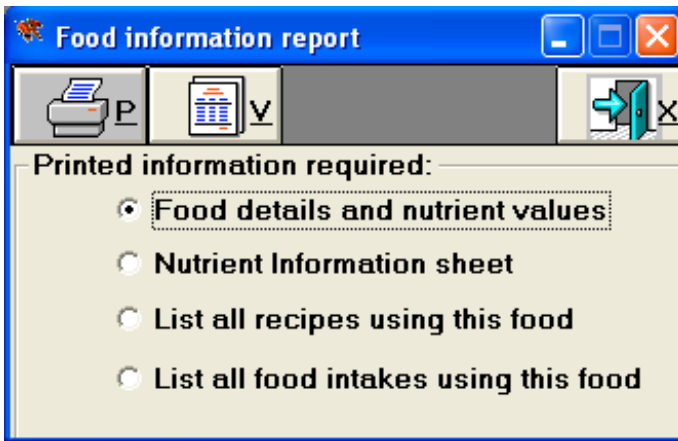 Food information report
P V X
Printed information required:
Food details and nutrient values
Nutrient Information sheet
List all recipes using this food
List all food intakes using this food